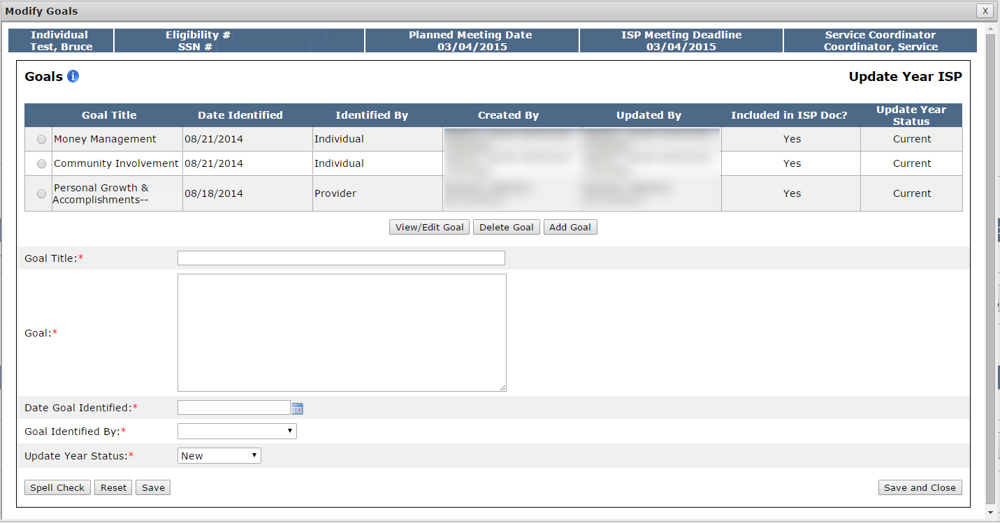 Modify Goals X
Individual Eligibility # Planned Meeting Date ISP Meeting Deadline Service Coordinator
Test, Bruce SSN # 03/04/2015 03/04/2015 Coordinator, Service
Goals i Update Year ISP
Goal Title Date Identified Identified By Created By Updated By Included in ISP Doc? Update Year
Status
Money Management 08/21/2014 Individual Yes Current
Community Involvement 08/21/2014 Individual Yes Current
Personal Growth &
Accomplishments-- 08/18/2014 Provider Yes Current
View/Edit Goal Delete Goal Add Goal
Goal Title:*
Goal:*
Date Goal Identified:*
Goal Identified By:*
Update Year Status:* New
Spell Check Reset Save Save and Close